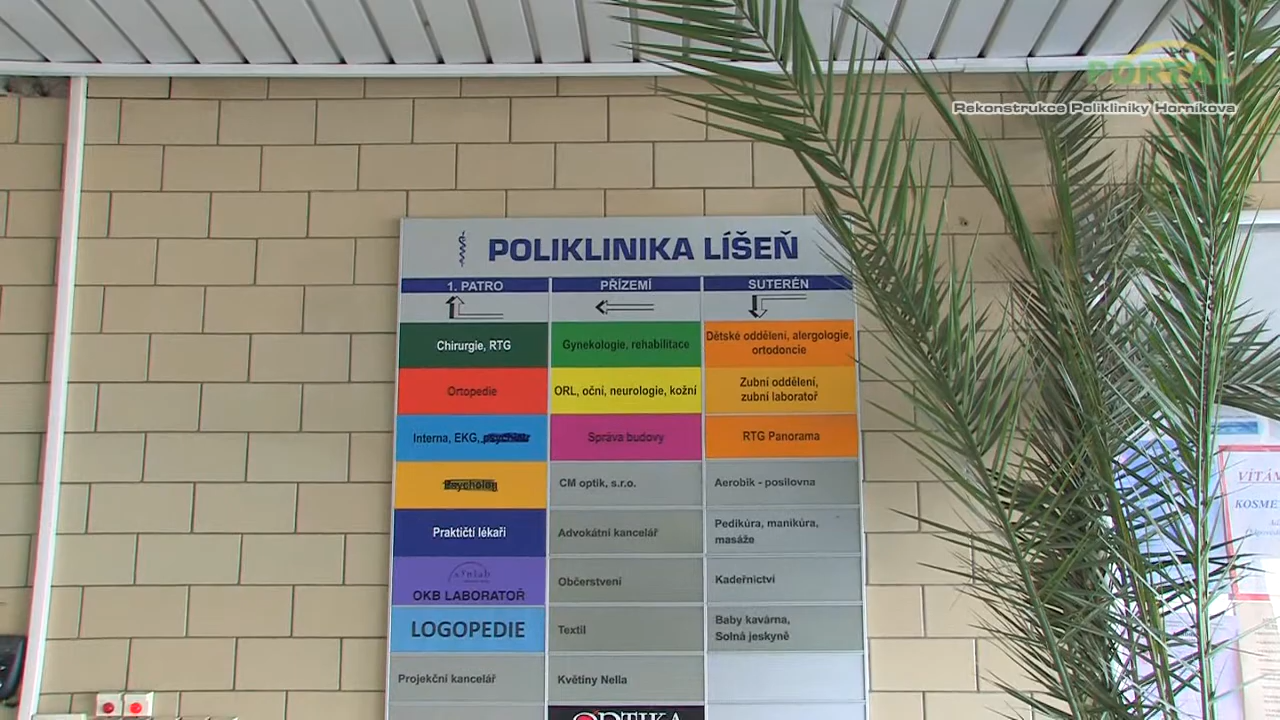 PORTAL
Rekonstrukce Polikliniky Horníkova
POLIKLINIKA LÍŠEŇ
1. PATRO
PŘÍZEMÍ
SUTERÉN
Chirurgie, RTG
Gynekologie, rehabilitace
Dětské oddělení, alergologie,
ortodoncie
Ortopedie
ORL, oční, neurologie, kožní
Zubní oddělení,
zubní laboratoř
Interna, EKG,
Správa budovy
RTG Panorama
Psycholog
CM optik, s.r.o.
Aerobik - posilovna
Praktičtí lékaři
Advokátní kancelář
Pedikúra, manikúra,
masáže
OKB LABORATOŘ
Občerstvení
Kadeřnictví
LOGOPEDIE
Textil
Baby kavárna,
Solná jeskyně
Projekční kancelář
Květiny Nella
OPTIKA
VÍTÁM